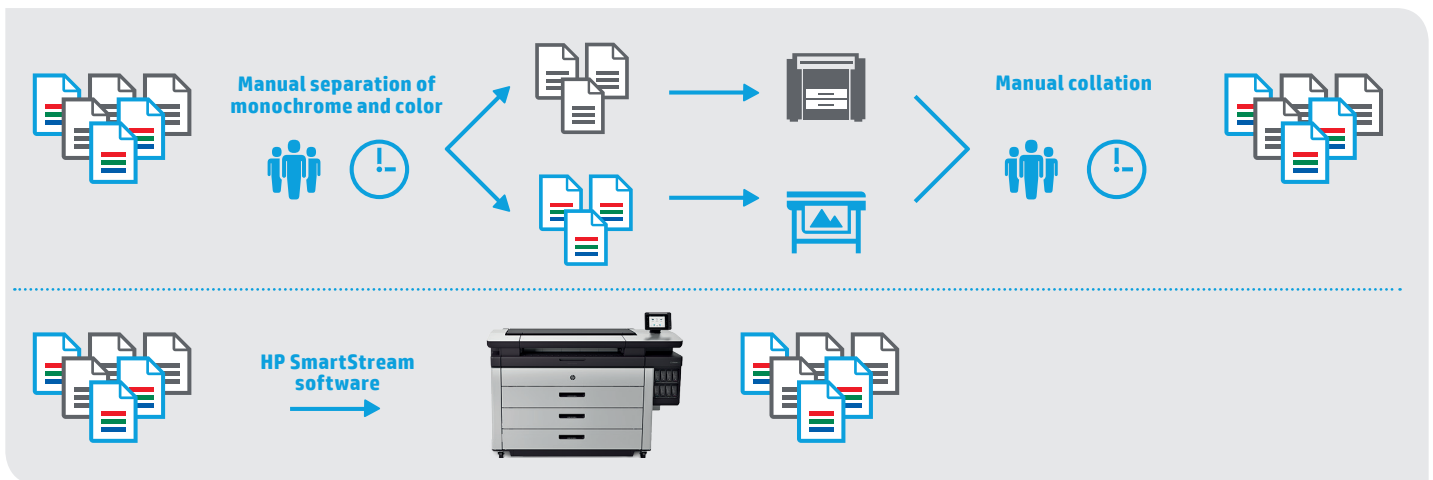 Manual separation of
monochrome and color
Manual collation
HP SmartStream
software